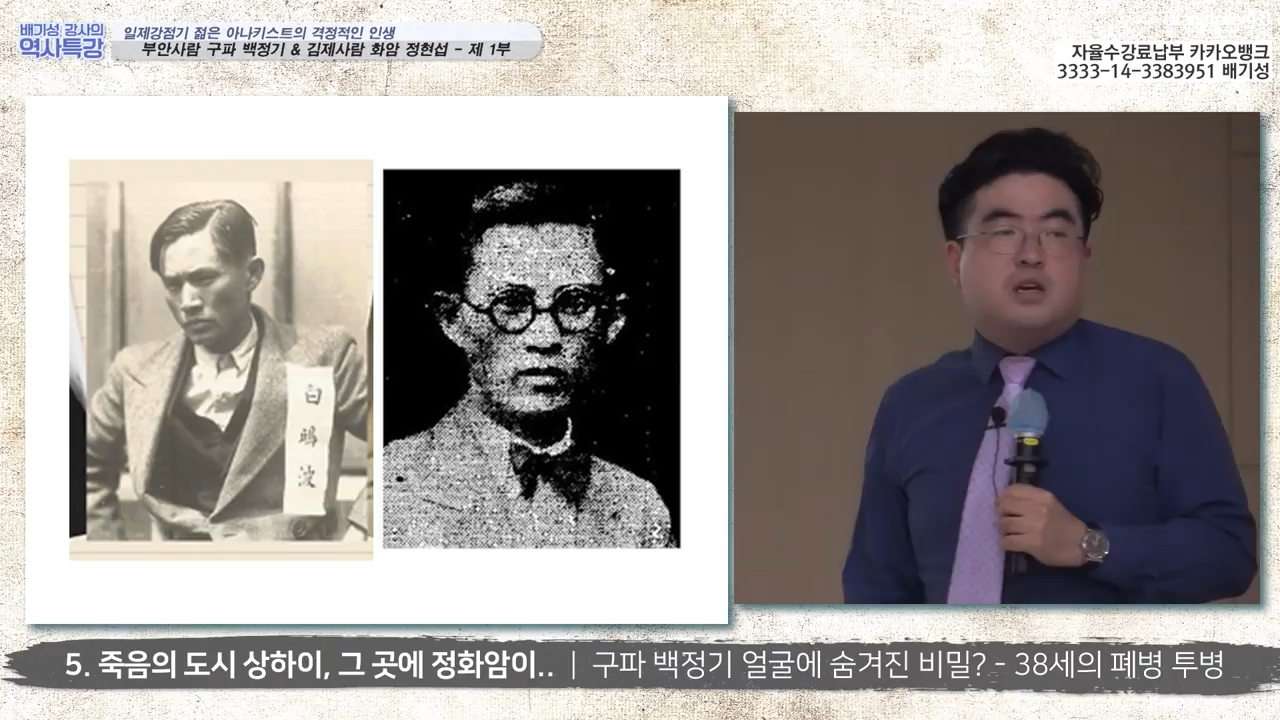 배기성 강사의
역사특강
일제강점기 젊은 아나키스트의 격정적인 인생
부안사람 구파 백정기 & 김제사람 화암 정현섭 - 제 1부
자율수강료납부 카카오뱅크
3333-14-3383951 배기성
白
鷗
波
5. 죽음의 도시 상하이, 그 곳에 정화암이.. | 구파 백정기 얼굴에 숨겨진 비밀? - 38세의 폐병 투병